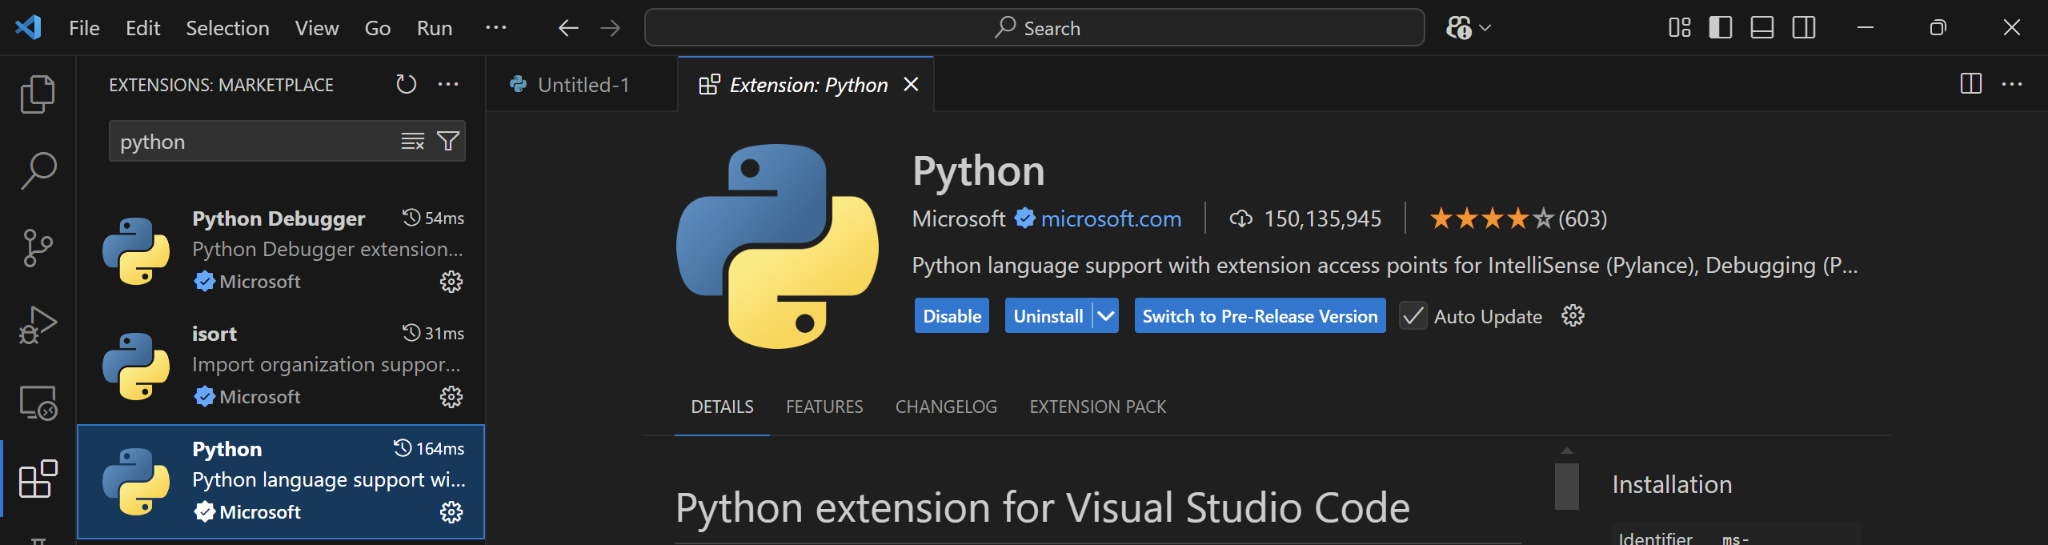 File Edit Selection View Go Run ··· Search
EXTENSIONS: MARKETPLACE ···
Untitled-1
Extension: Python
python
Python Debugger 54ms
Python Debugger extension...
Microsoft
isort 31ms
Import organization suppor...
Microsoft
Python 164ms
Python language support wi...
Microsoft
Python
Microsoft microsoft.com 150,135,945 (603)
Python language support with extension access points for IntelliSense (Pylance), Debugging (P...
Disable Uninstall Switch to Pre-Release Version Auto Update
DETAILS FEATURES CHANGELOG EXTENSION PACK
Python extension for Visual Studio Code
Installation
Identifier ms-